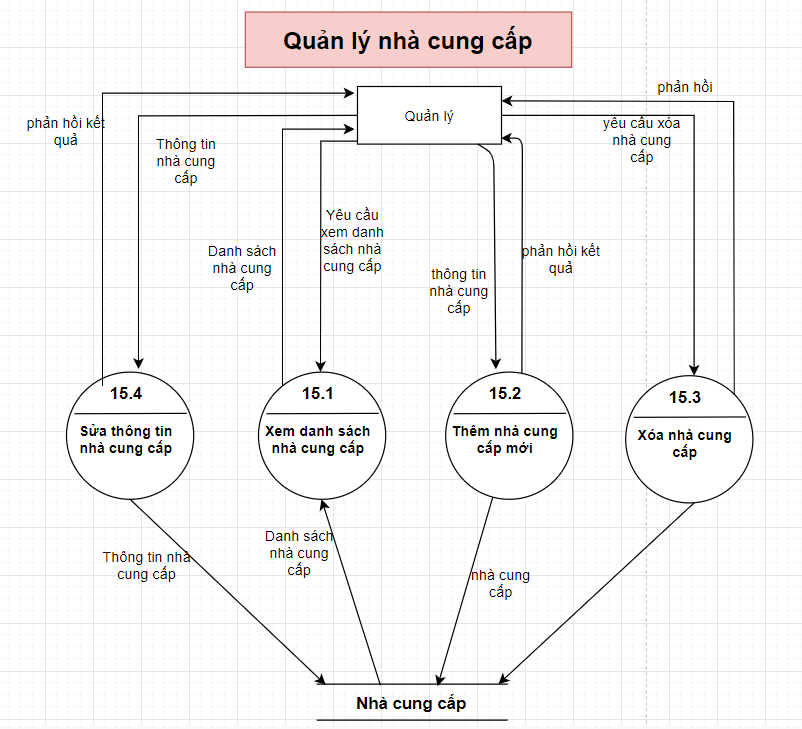 Quản lý nhà cung cấp
Quản lý
phản hồi
phản hồi kết
quả
yêu cầu xóa
nhà cung
cấp
Thông tin
nhà cung
cấp
Yêu cầu
xem danh
sách nhà
cung cấp
Danh sách
nhà cung
cấp
thông tin
nhà cung
cấp
phản hồi kết
quả
15.4
Sửa thông tin
nhà cung cấp
15.1
Xem danh sách
nhà cung cấp
15.2
Thêm nhà cung
cấp mới
15.3
Xóa nhà cung
cấp
Thông tin nhà
cung cấp
Danh sách
nhà cung
cấp
nhà cung
cấp
Nhà cung cấp